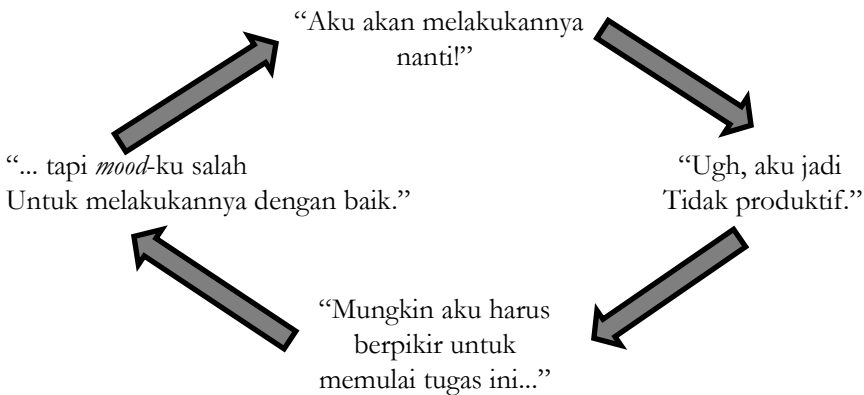 “Aku akan melakukannya
nanti!”
“... tapi mood-ku salah
Untuk melakukannya dengan baik.”
“Ugh, aku jadi
Tidak produktif.”
“Mungkin aku harus
berpikir untuk
memulai tugas ini...”